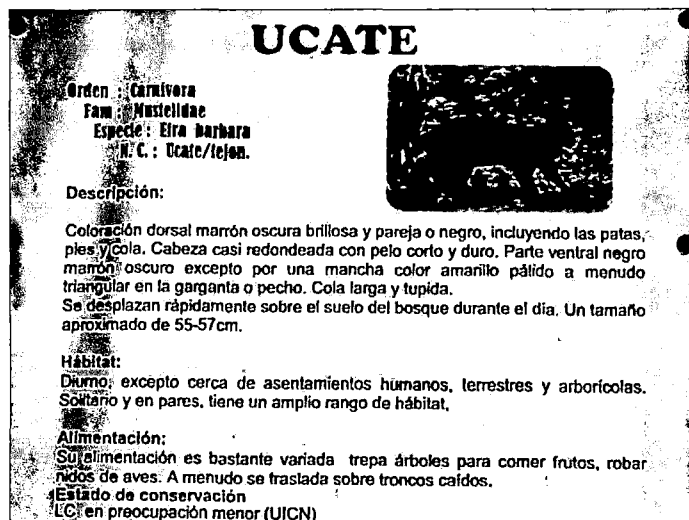 UCATE
Orden : Carnivora
Fam : Mustelidae
Especie : Eira barbara
N.C. : Ucate/tejon.
Descripción:
Coloración dorsal marrón oscura brillosa y pareja o negro, incluyendo las patas,
pies y cola. Cabeza casi redondeada con pelo corto y duro. Parte ventral negro
marrón oscuro excepto por una mancha color amarillo pálido a menudo
triangular en la garganta o pecho. Cola larga y tupida.
Se desplazan rápidamente sobre el suelo del bosque durante el día. Un tamaño
aproximado de 55-57cm.
Hábitat:
Diurno, excepto cerca de asentamientos humanos, terrestres y arborícolas.
Solitario y en pares, tiene un amplio rango de hábitat,
Alimentación:
Su alimentación es bastante variada trepa árboles para comer frutos, robar
nidos de aves. A menudo se traslada sobre troncos caídos.
Estado de conservación
LC: en preocupación menor (UICN)